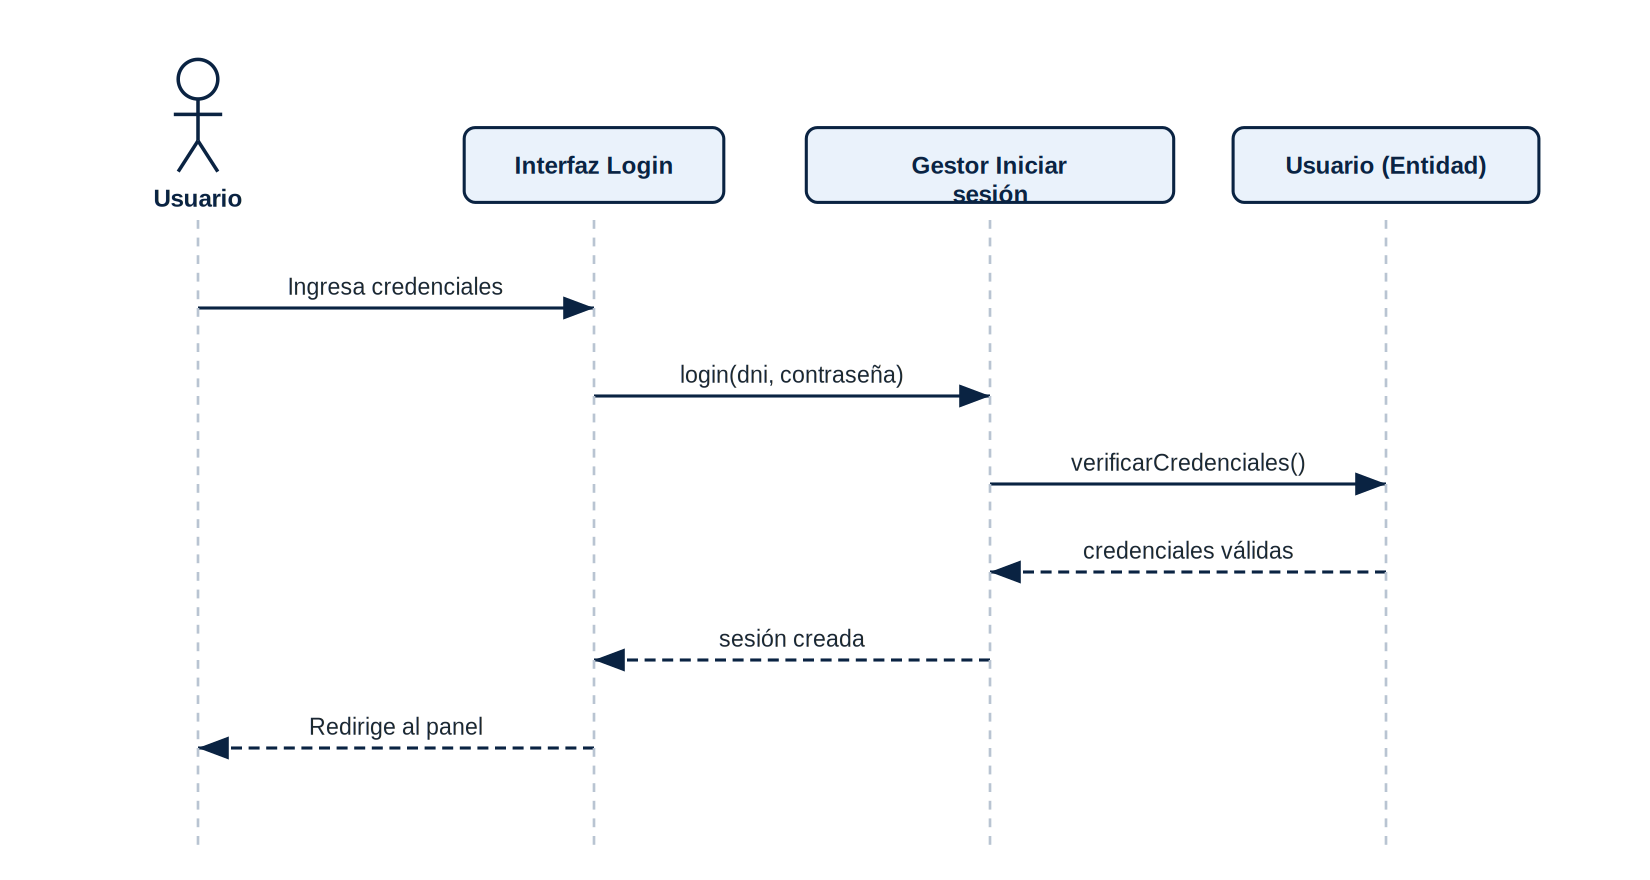 Usuario
Interfaz Login
Gestor Iniciar
sesión
Usuario (Entidad)
Ingresa credenciales
login(dni, contraseña)
verificarCredenciales()
credenciales válidas
sesión creada
Redirige al panel